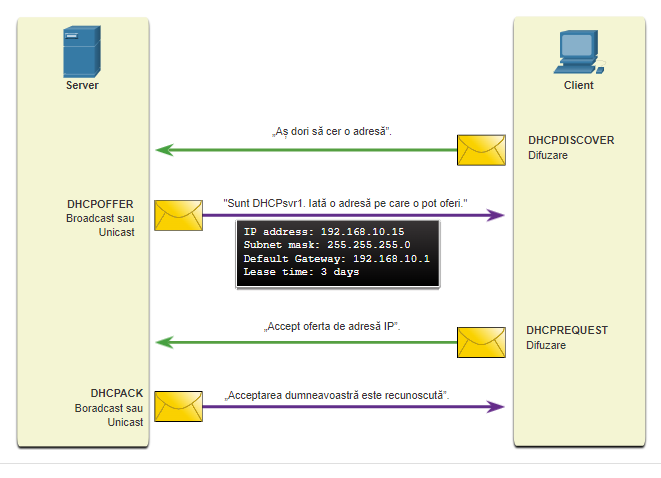 Server
Client
„Aș dori să cer o adresă”.
DHCPDISCOVER
Difuzare
DHCPOFFER
Broadcast sau
Unicast
"Sunt DHCPsvr1. Iată o adresă pe care o pot oferi."
IP address: 192.168.10.15
Subnet mask: 255.255.255.0
Default Gateway: 192.168.10.1
Lease time: 3 days
„Accept oferta de adresă IP”.
DHCPREQUEST
Difuzare
DHCPACK
Boradcast sau
Unicast
„Acceptarea dumneavoastră este recunoscută”.